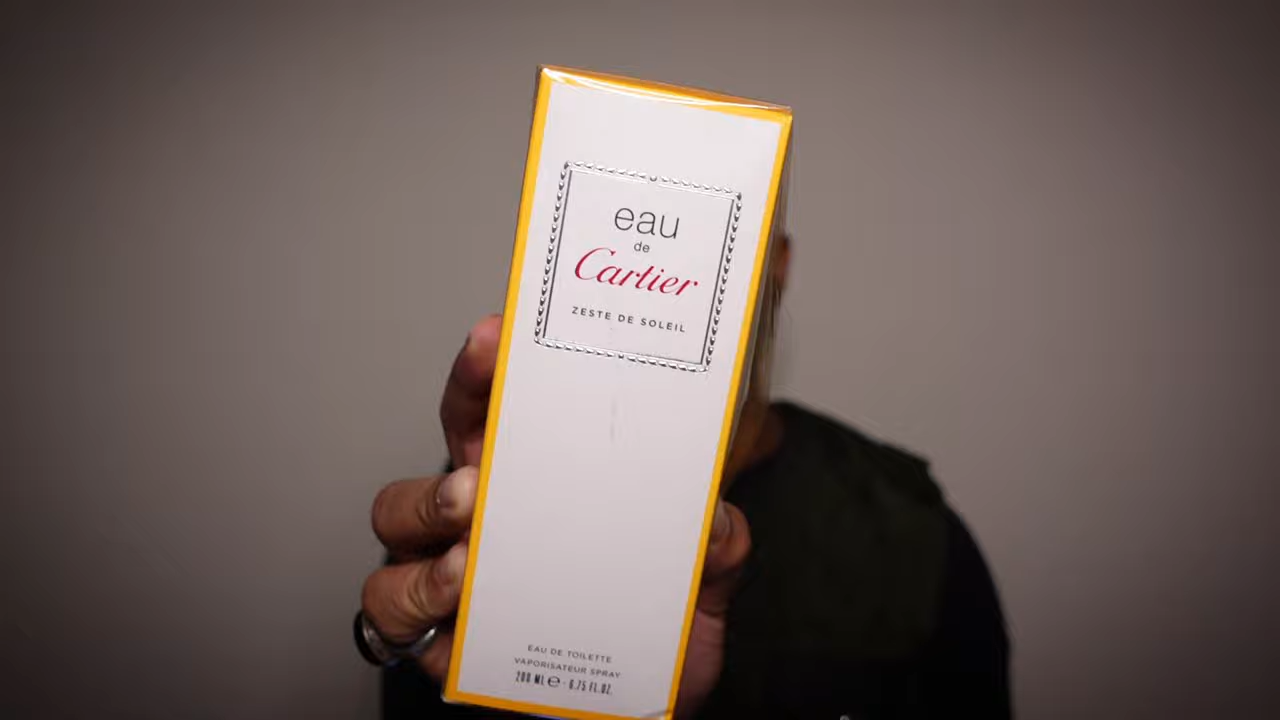 eau
de
Cartier
ZESTE DE SOLEIL
EAU DE TOILETTE
VAPORISATEUR SPRAY
200 ML ℮ - 6.75 FL.OZ.